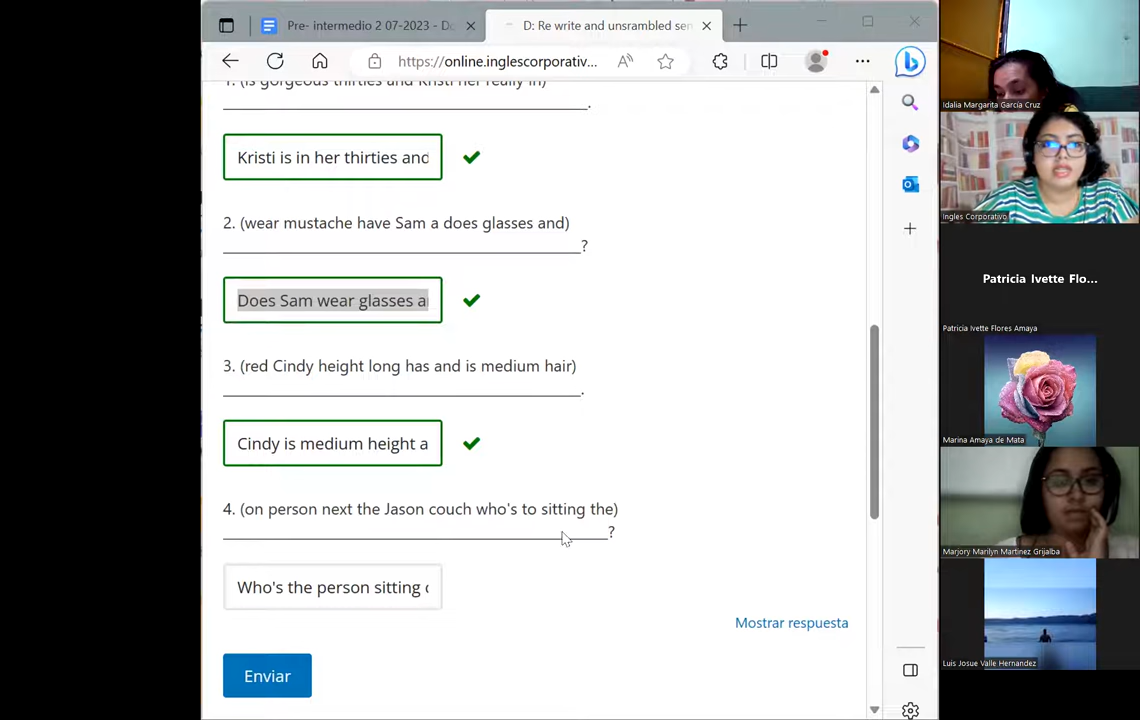 Pre- intermedio 2 07-2023 - Do
D: Re write and unsrambled sen
https://online.inglescorporativ...
1. (is gorgeous thirties and Kristi her really in)
.
Kristi is in her thirties and
2. (wear mustache have Sam a does glasses and)
?
Does Sam wear glasses a
3. (red Cindy height long has and is medium hair)
.
Cindy is medium height a
4. (on person next the Jason couch who's to sitting the)
?
Who's the person sitting
Mostrar respuesta
Enviar
Idalia Margarita García Cruz
Ingles Corporativo
Patricia Ivette Flo...
Patricia Ivette Flores Amaya
Marina Amaya de Mata
Marjory Marilyn Martinez Grijalba
Luis Josue Valle Hernandez